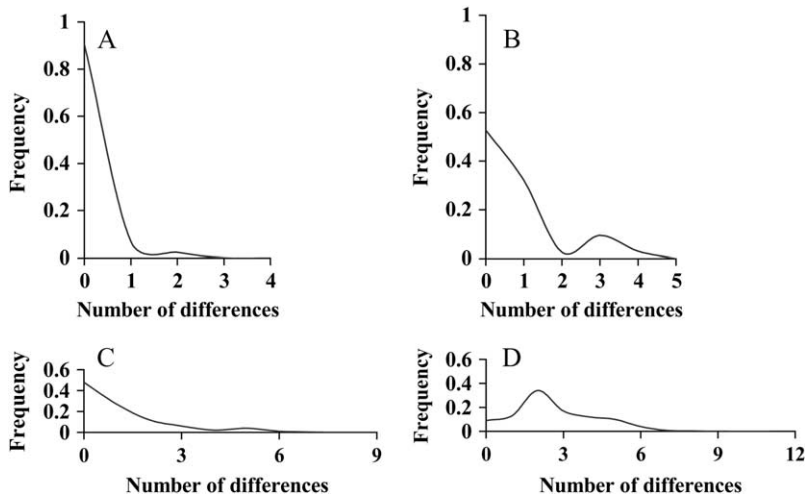 A
1
0.8
0.6
0.4
0.2
0
Frequency
0 1 2 3 4
Number of differences
B
1
0.8
0.6
0.4
0.2
0
Frequency
0 1 2 3 4 5
Number of differences
C
0.6
0.4
0.2
0
Frequency
0 3 6 9
Number of differences
D
0.6
0.4
0.2
0
Frequency
0 3 6 9 12
Number of differences